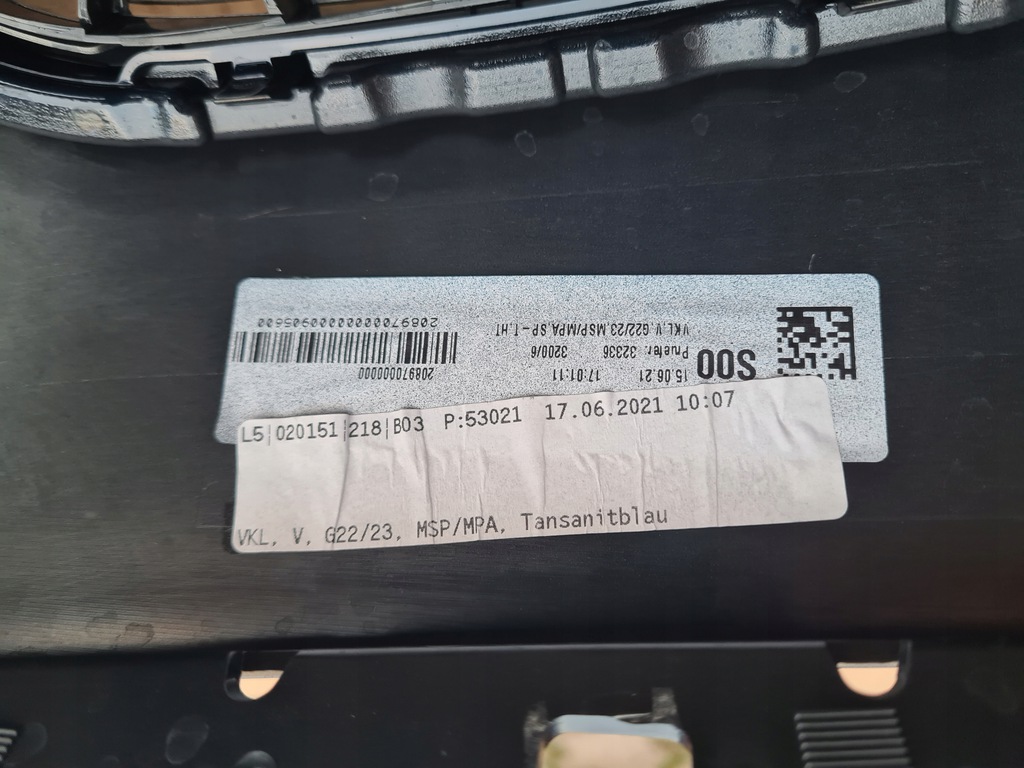 L5|020151|218|B03 P:53021 17.06.2021 10:07
VKL, V, G22/23, MSP/MPA, Tansanitblau
S00
15.06.21 17:01:11 20897000000
Pruefer: 32336 3200/6
VKL.V. G22/23.MSP/MPA.SP-T.HT